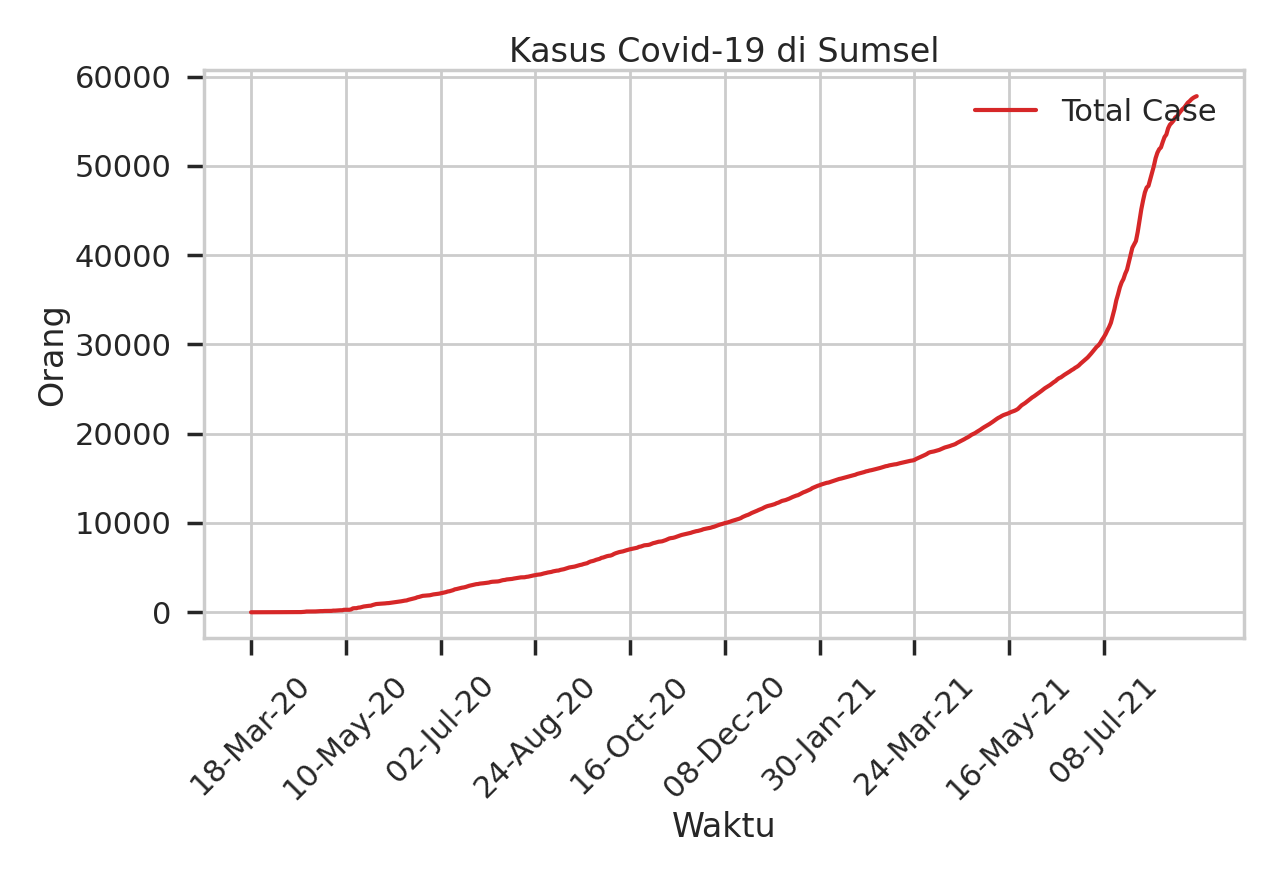 Kasus Covid-19 di Sumsel
Total Case
60000
50000
40000
30000
20000
10000
0
Orang
18-Mar-20
10-May-20
02-Jul-20
24-Aug-20
16-Oct-20
08-Dec-20
30-Jan-21
24-Mar-21
16-May-21
08-Jul-21
Waktu